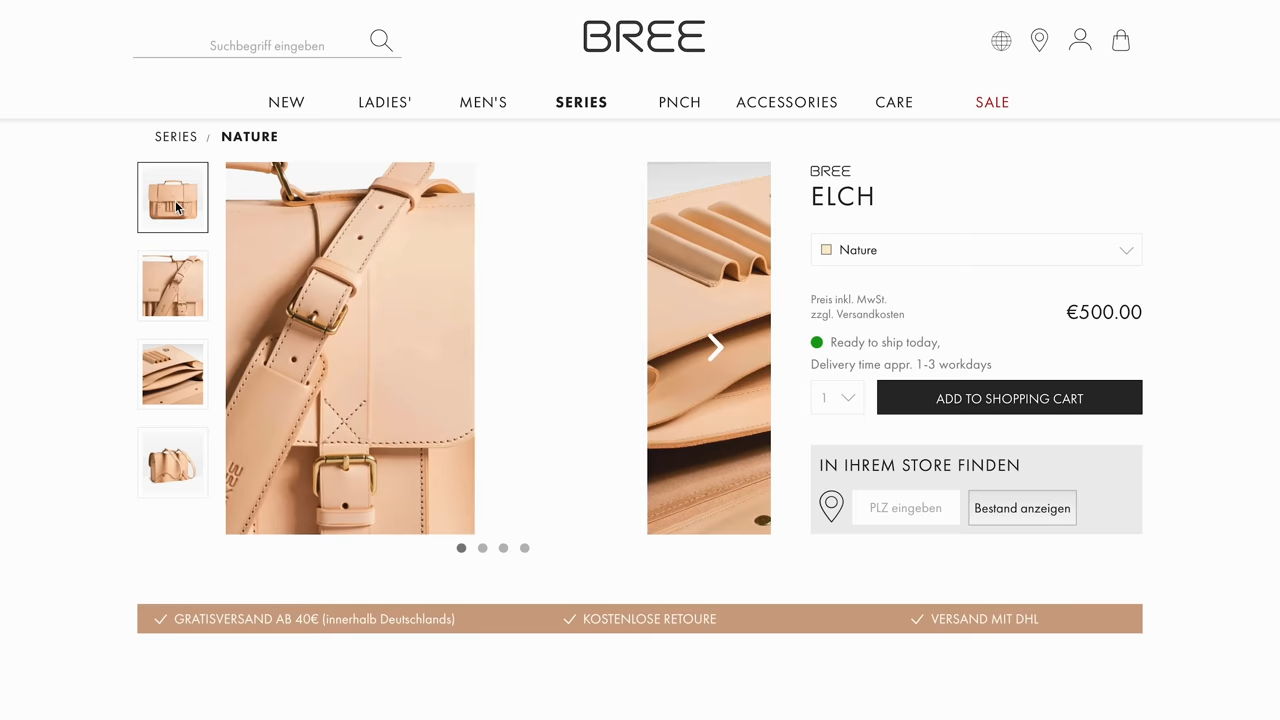 Suchbegriff eingeben
BREE
NEW LADIES' MEN'S SERIES PNCH ACCESSORIES CARE SALE
SERIES / NATURE
BREE
ELCH
Nature
Preis inkl. MwSt.
zzgl. Versandkosten
€500.00
Ready to ship today,
Delivery time appr. 1-3 workdays
1
ADD TO SHOPPING CART
IN IHREM STORE FINDEN
PLZ eingeben
Bestand anzeigen
GRATISVERSAND AB 40€ (innerhalb Deutschlands) KOSTENLOSE RETOURE VERSAND MIT DHL